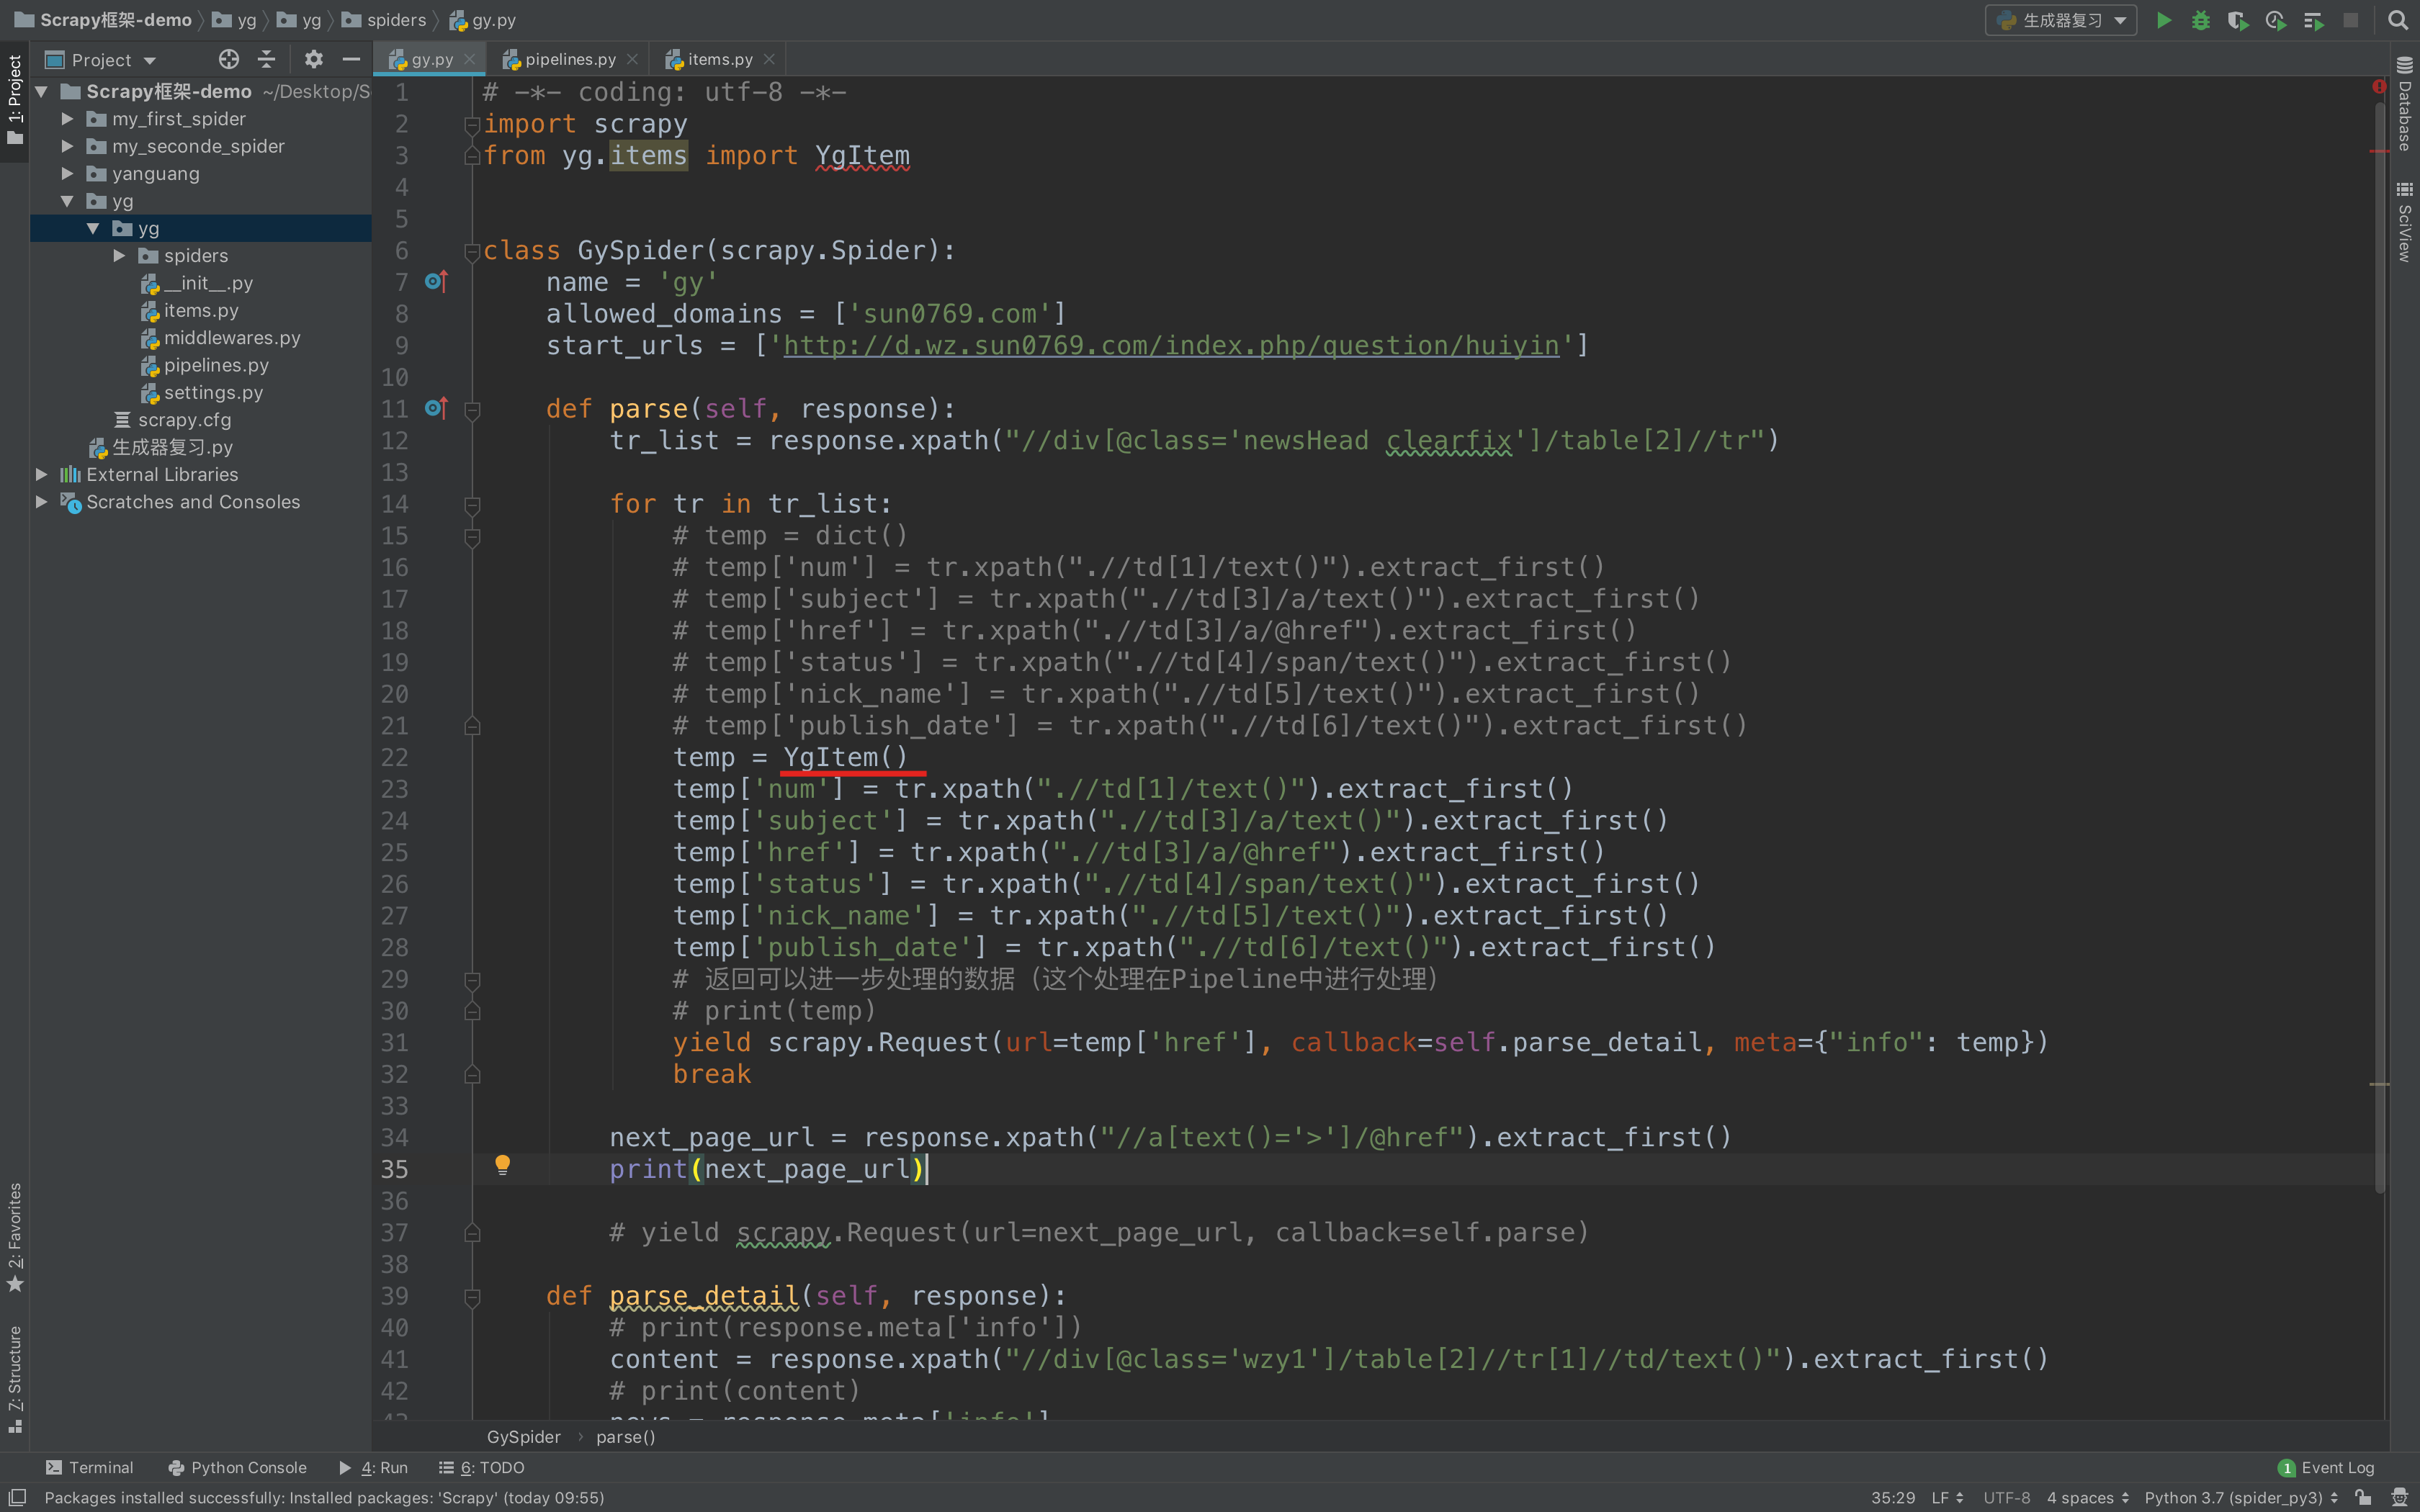 Scrapy框架-demo yg yg spiders gy.py 生成器复习
Project gy.py pipelines.py items.py
1: Project
Scrapy框架-demo ~/Desktop/S
my_first_spider
my_seconde_spider
yanguang
yg
yg
spiders
__init__.py
items.py
middlewares.py
pipelines.py
settings.py
scrapy.cfg
生成器复习.py
External Libraries
Scratches and Consoles
2: Favorites
7: Structure
1 # -*- coding: utf-8 -*-
2 import scrapy
3 from yg.items import YgItem
4
5
6 class GySpider(scrapy.Spider):
7     name = 'gy'
8     allowed_domains = ['sun0769.com']
9     start_urls = ['http://d.wz.sun0769.com/index.php/question/huiyin']
10
11     def parse(self, response):
12         tr_list = response.xpath("//div[@class='newsHead clearfix']/table[2]//tr")
13
14         for tr in tr_list:
15             # temp = dict()
16             # temp['num'] = tr.xpath(".//td[1]/text()").extract_first()
17             # temp['subject'] = tr.xpath(".//td[3]/a/text()").extract_first()
18             # temp['href'] = tr.xpath(".//td[3]/a/@href").extract_first()
19             # temp['status'] = tr.xpath(".//td[4]/span/text()").extract_first()
20             # temp['nick_name'] = tr.xpath(".//td[5]/text()").extract_first()
21             # temp['publish_date'] = tr.xpath(".//td[6]/text()").extract_first()
22             temp = YgItem()
23             temp['num'] = tr.xpath(".//td[1]/text()").extract_first()
24             temp['subject'] = tr.xpath(".//td[3]/a/text()").extract_first()
25             temp['href'] = tr.xpath(".//td[3]/a/@href").extract_first()
26             temp['status'] = tr.xpath(".//td[4]/span/text()").extract_first()
27             temp['nick_name'] = tr.xpath(".//td[5]/text()").extract_first()
28             temp['publish_date'] = tr.xpath(".//td[6]/text()").extract_first()
29             # 返回可以进一步处理的数据（这个处理在Pipeline中进行处理）
30             # print(temp)
31             yield scrapy.Request(url=temp['href'], callback=self.parse_detail, meta={"info": temp})
32             break
33
34         next_page_url = response.xpath("//a[text()='>']/@href").extract_first()
35         print(next_page_url)
36
37         # yield scrapy.Request(url=next_page_url, callback=self.parse)
38
39     def parse_detail(self, response):
40         # print(response.meta['info'])
41         content = response.xpath("//div[@class='wzy1']/table[2]//tr[1]//td/text()").extract_first()
42         # print(content)
43         news = response.meta['info']
Database
SciView
GySpider parse()
Terminal Python Console 4: Run 6: TODO 1 Event Log
Packages installed successfully: Installed packages: 'Scrapy' (today 09:55) 35:29 LF UTF-8 4 spaces Python 3.7 (spider_py3)